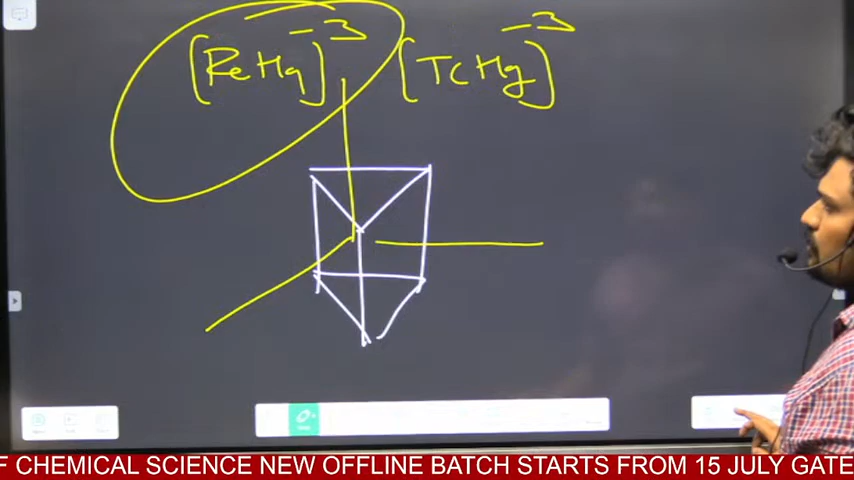 [ReH9]-3 [TcH9]-3
F CHEMICAL SCIENCE NEW OFFLINE BATCH STARTS FROM 15 JULY GATE